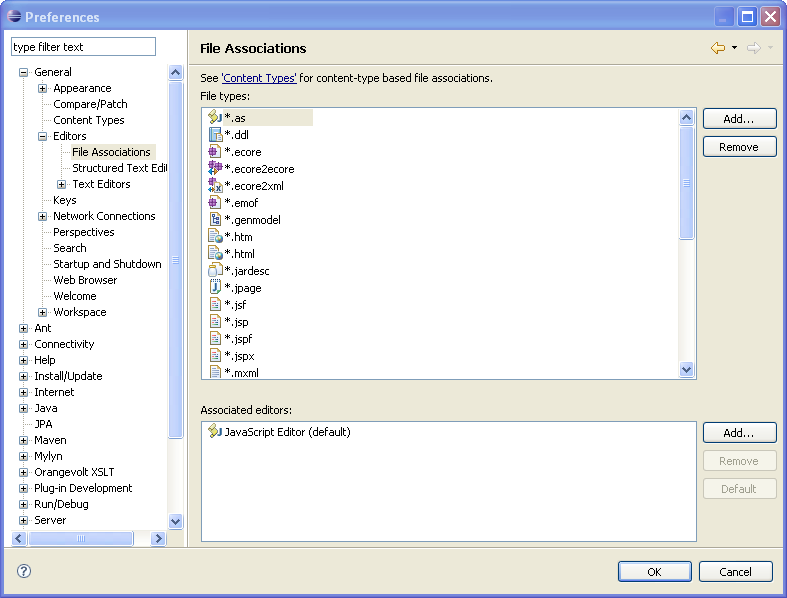 Preferences
type filter text
General
Appearance
Compare/Patch
Content Types
Editors
File Associations
Structured Text Edit
Text Editors
Keys
Network Connections
Perspectives
Search
Startup and Shutdown
Web Browser
Welcome
Workspace
Ant
Connectivity
Help
Install/Update
Internet
Java
JPA
Maven
Mylyn
Orangevolt XSLT
Plug-in Development
Run/Debug
Server
File Associations
See 'Content Types' for content-type based file associations.
File types:
*.as
*.ddl
*.ecore
*.ecore2ecore
*.ecore2xml
*.emof
*.genmodel
*.htm
*.html
*.jardesc
*.jpage
*.jsf
*.jsp
*.jspf
*.jspx
*.mxml
Add...
Remove
Associated editors:
JavaScript Editor (default)
Add...
Remove
Default
OK
Cancel